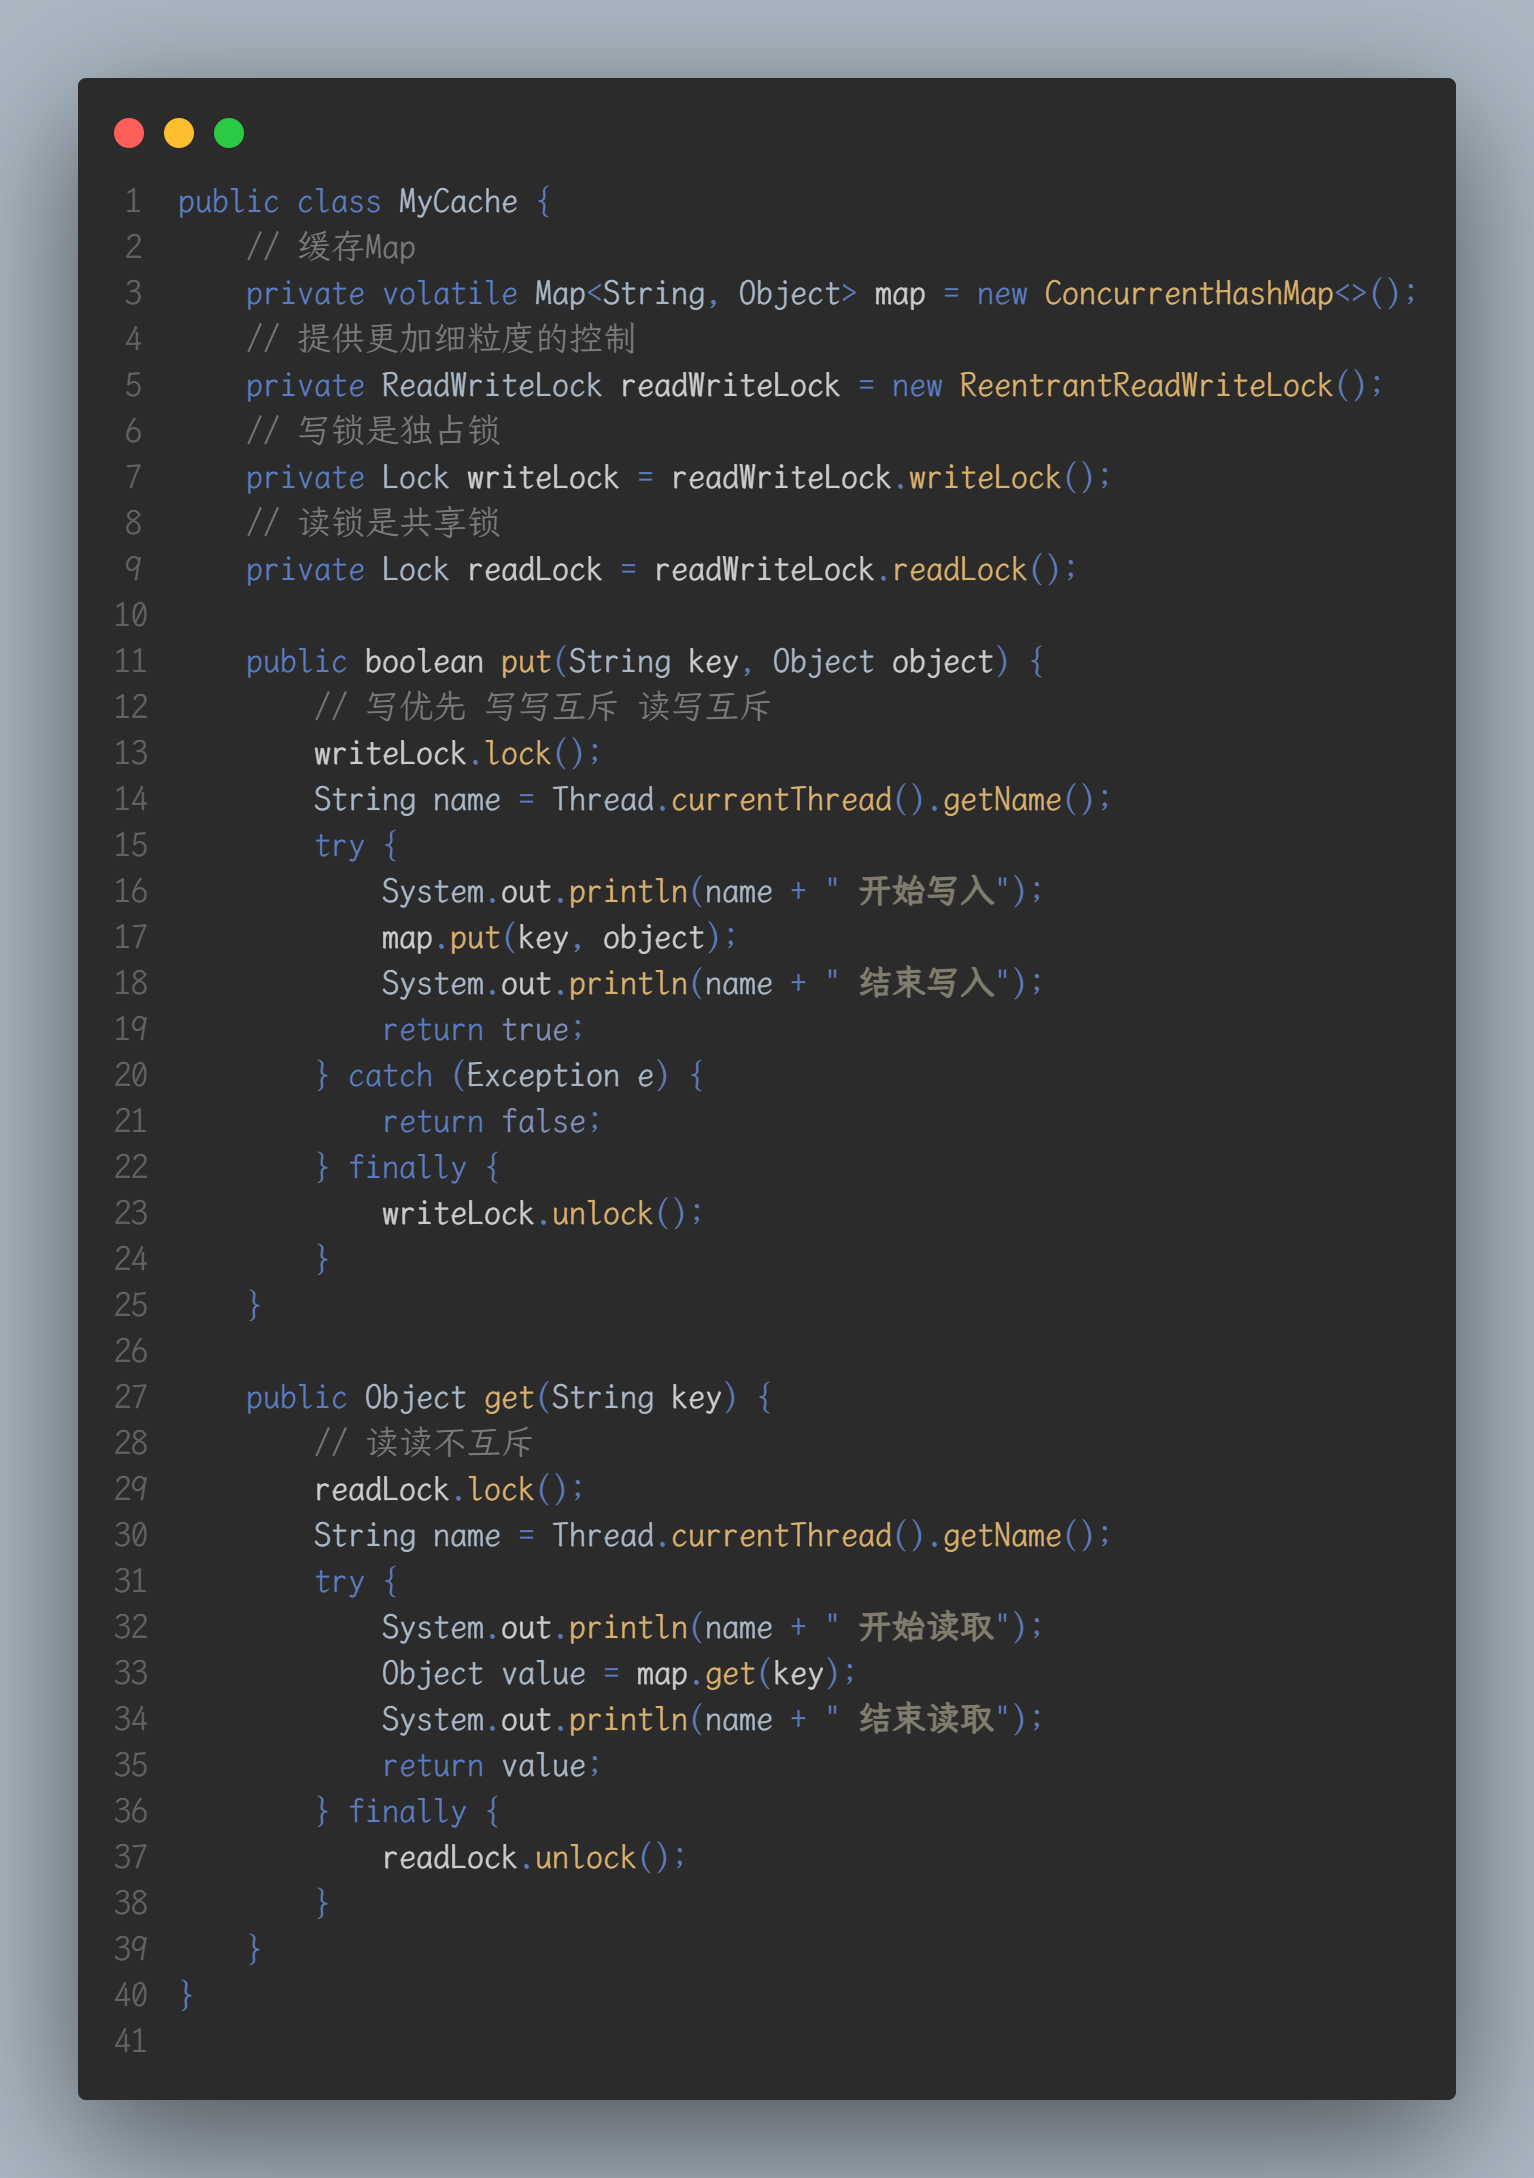 1 public class MyCache {
2     // 缓存Map
3     private volatile Map<String, Object> map = new ConcurrentHashMap<>();
4     // 提供更加细粒度的控制
5     private ReadWriteLock readWriteLock = new ReentrantReadWriteLock();
6     // 写锁是独占锁
7     private Lock writeLock = readWriteLock.writeLock();
8     // 读锁是共享锁
9     private Lock readLock = readWriteLock.readLock();
10
11     public boolean put(String key, Object object) {
12         // 写优先 写写互斥 读写互斥
13         writeLock.lock();
14         String name = Thread.currentThread().getName();
15         try {
16             System.out.println(name + " 开始写入");
17             map.put(key, object);
18             System.out.println(name + " 结束写入");
19             return true;
20         } catch (Exception e) {
21             return false;
22         } finally {
23             writeLock.unlock();
24         }
25     }
26
27     public Object get(String key) {
28         // 读读不互斥
29         readLock.lock();
30         String name = Thread.currentThread().getName();
31         try {
32             System.out.println(name + " 开始读取");
33             Object value = map.get(key);
34             System.out.println(name + " 结束读取");
35             return value;
36         } finally {
37             readLock.unlock();
38         }
39     }
40 }
41